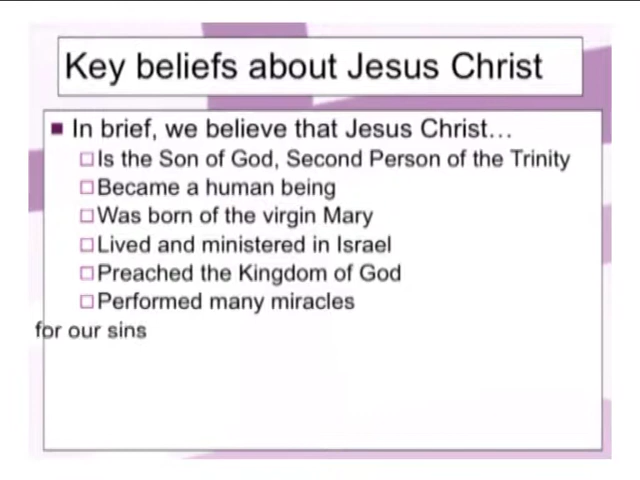 Key beliefs about Jesus Christ
In brief, we believe that Jesus Christ…
Is the Son of God, Second Person of the Trinity
Became a human being
Was born of the virgin Mary
Lived and ministered in Israel
Preached the Kingdom of God
Performed many miracles
for our sins